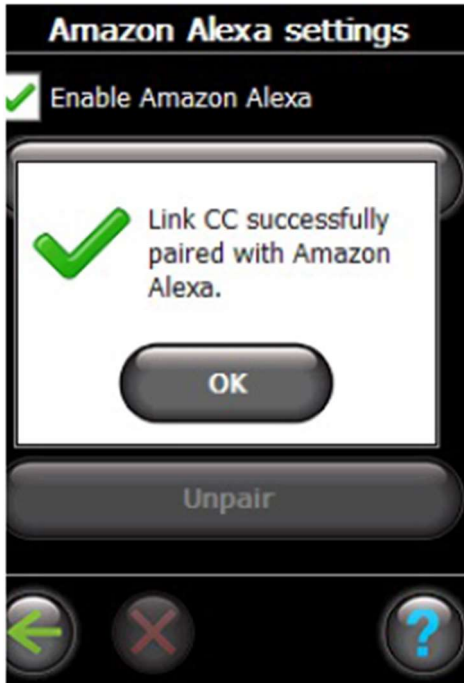 Amazon Alexa settings
Enable Amazon Alexa
Link CC successfully
paired with Amazon
Alexa.
OK
Unpair
?